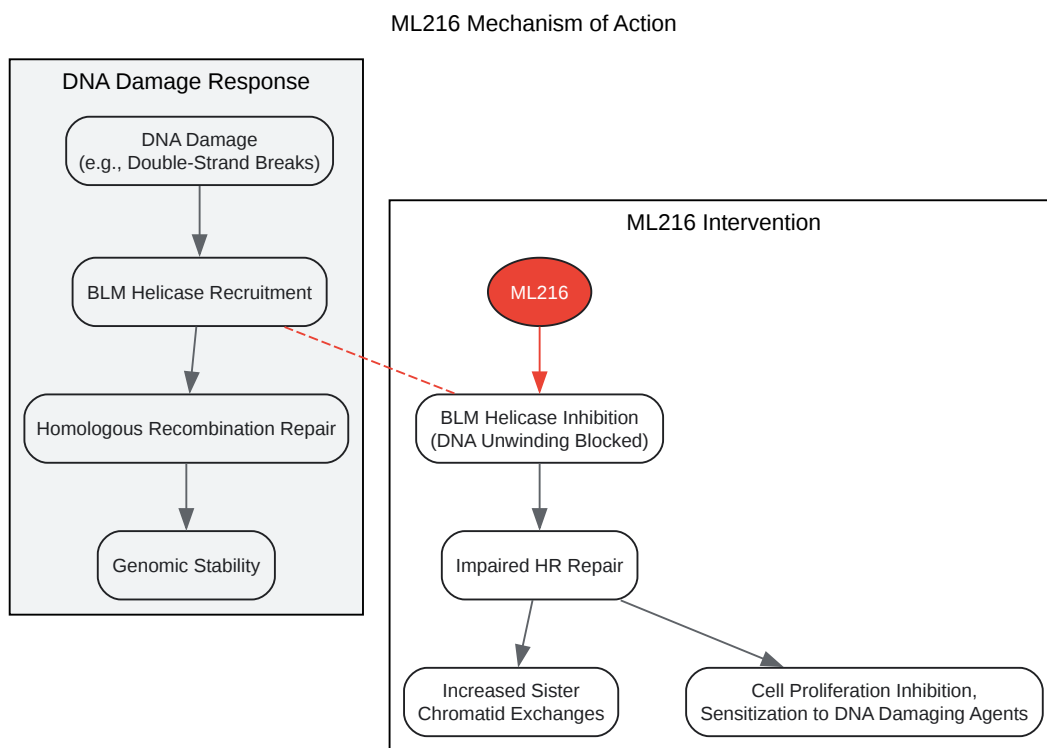 ML216 Mechanism of Action
DNA Damage Response
DNA Damage
(e.g., Double-Strand Breaks)
BLM Helicase Recruitment
Homologous Recombination Repair
Genomic Stability
ML216 Intervention
ML216
BLM Helicase Inhibition
(DNA Unwinding Blocked)
Impaired HR Repair
Increased Sister
Chromatid Exchanges
Cell Proliferation Inhibition,
Sensitization to DNA Damaging Agents